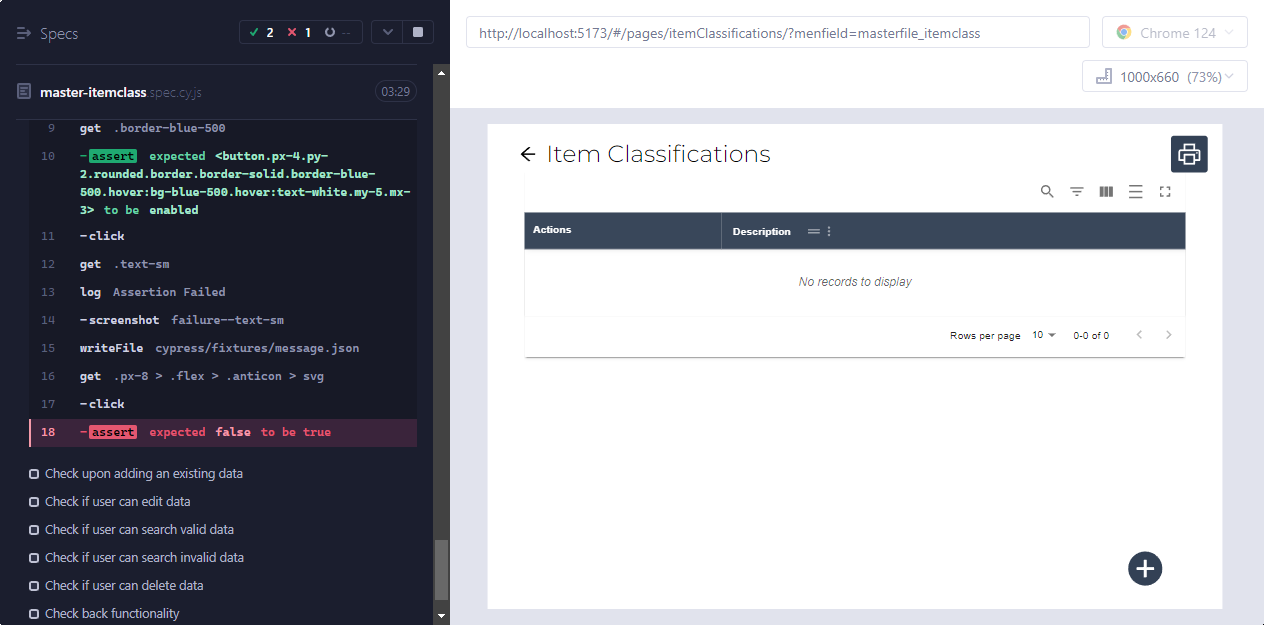 Specs
2
1
--
master-itemclass.spec.cy.js
03:29
9 get .border-blue-500
10 -assert expected <button.px-4.py-
2.rounded.border.border-solid.border-blue-
500.hover:bg-blue-500.hover:text-white.my-5.mx-
3> to be enabled
11 -click
12 get .text-sm
13 log Assertion Failed
14 -screenshot failure--text-sm
15 writeFile cypress/fixtures/message.json
16 get .px-8 > .flex > .anticon > svg
17 -click
18 -assert expected false to be true
Check upon adding an existing data
Check if user can edit data
Check if user can search valid data
Check if user can search invalid data
Check if user can delete data
Check back functionality
http://localhost:5173/#/pages/itemClassifications/?menfield=masterfile_itemclass
Chrome 124
1000x660 (73%)
Item Classifications
Actions
Description
No records to display
Rows per page 10 0-0 of 0